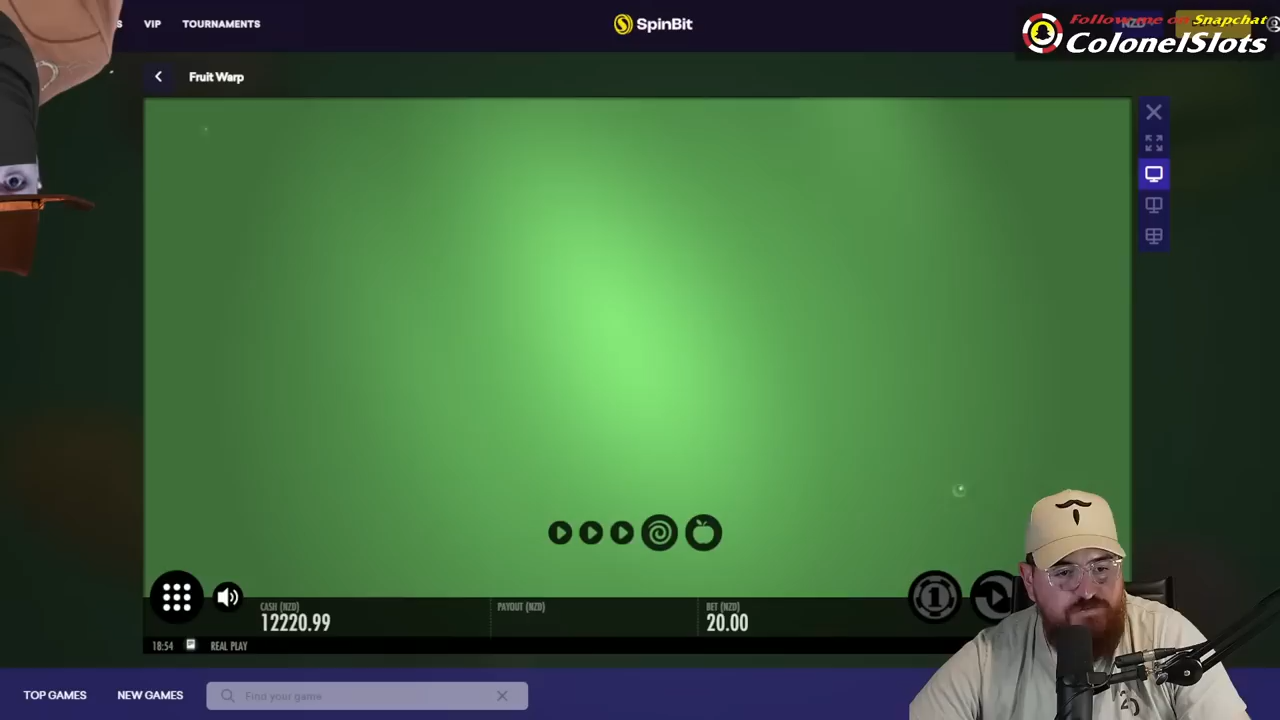 VIP
TOURNAMENTS
SpinBit
Follow me on Snapchat
ColonelSlots
Fruit Warp
CASH (NZD)
12220.99
PAYOUT (NZD)
BET (NZD)
20.00
1
18:54
REAL PLAY
TOP GAMES
NEW GAMES
Find your game